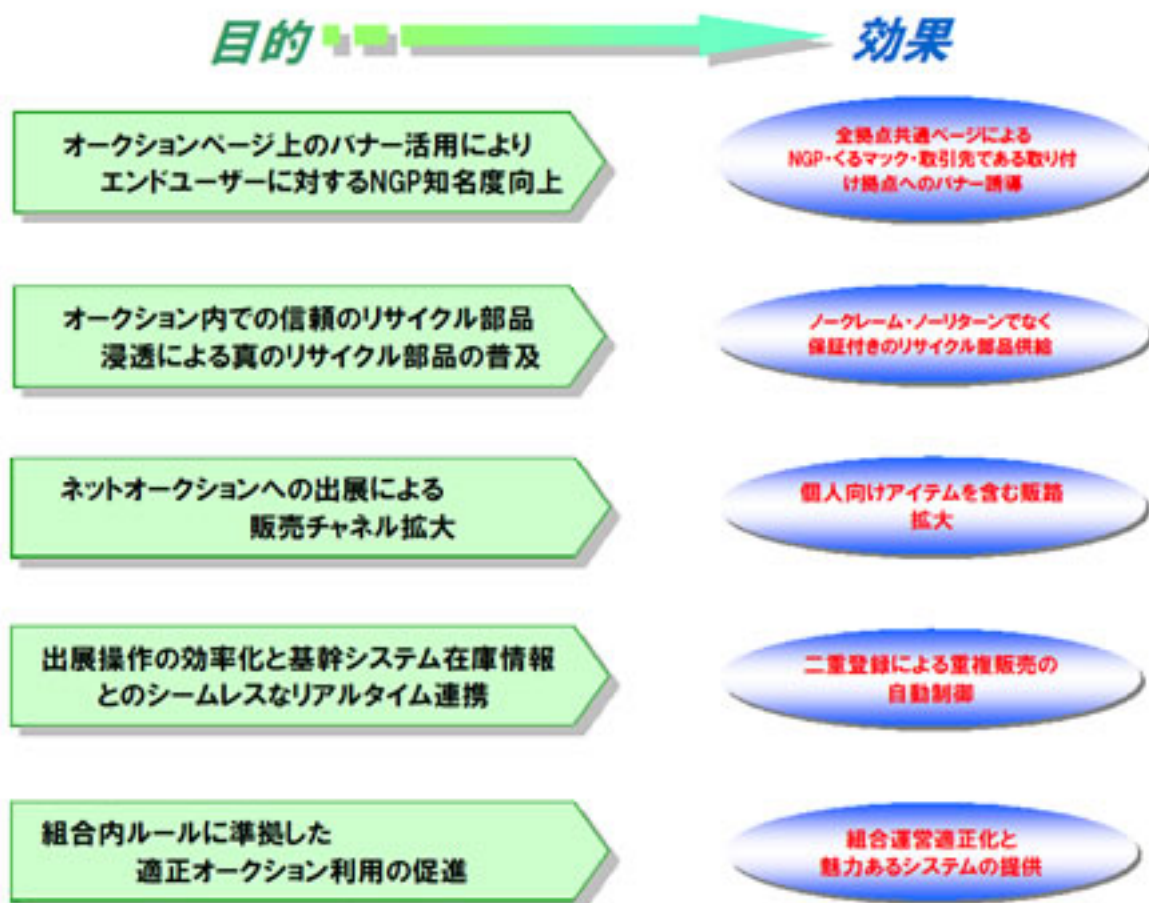 目的
効果
オークションページ上のバナー活用により
エンドユーザーに対するNGP知名度向上
全拠点共通ページによる
NGP・くるマック・取引先である取り付
け拠点へのバナー誘導
オークション内での信頼のリサイクル部品
浸透による真のリサイクル部品の普及
ノークレーム・ノーリターンでなく
保証付きのリサイクル部品供給
ネットオークションへの出展による
販売チャネル拡大
個人向けアイテムを含む販路
拡大
出展操作の効率化と基幹システム在庫情報
とのシームレスなリアルタイム連携
二重登録による重複販売の
自動制御
組合内ルールに準拠した
適正オークション利用の促進
組合運営適正化と
魅力あるシステムの提供